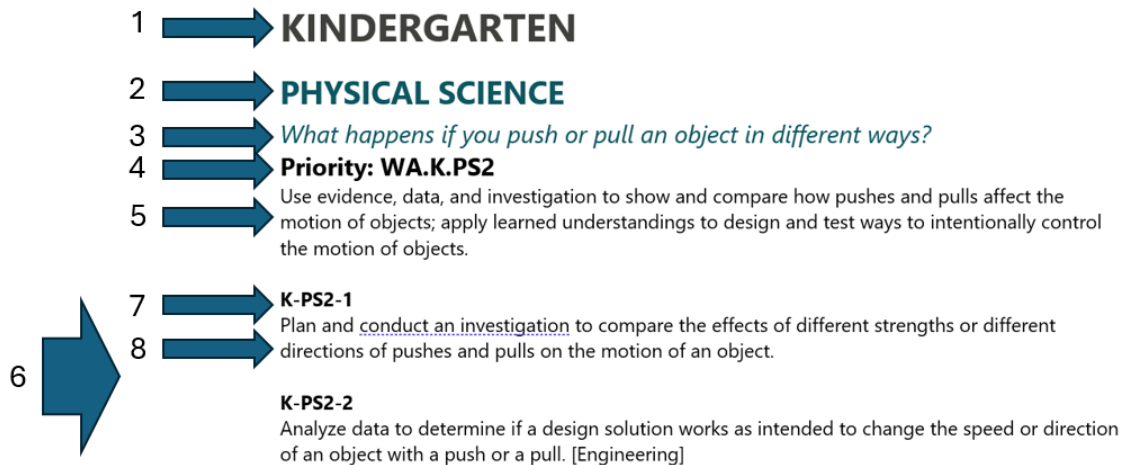 1 KINDERGARTEN
2 PHYSICAL SCIENCE
3 What happens if you push or pull an object in different ways?
4 Priority: WA.K.PS2
Use evidence, data, and investigation to show and compare how pushes and pulls affect the
5 motion of objects; apply learned understandings to design and test ways to intentionally control
the motion of objects.
7 K-PS2-1
Plan and conduct an investigation to compare the effects of different strengths or different
8 directions of pushes and pulls on the motion of an object.
6
K-PS2-2
Analyze data to determine if a design solution works as intended to change the speed or direction
of an object with a push or a pull. [Engineering]